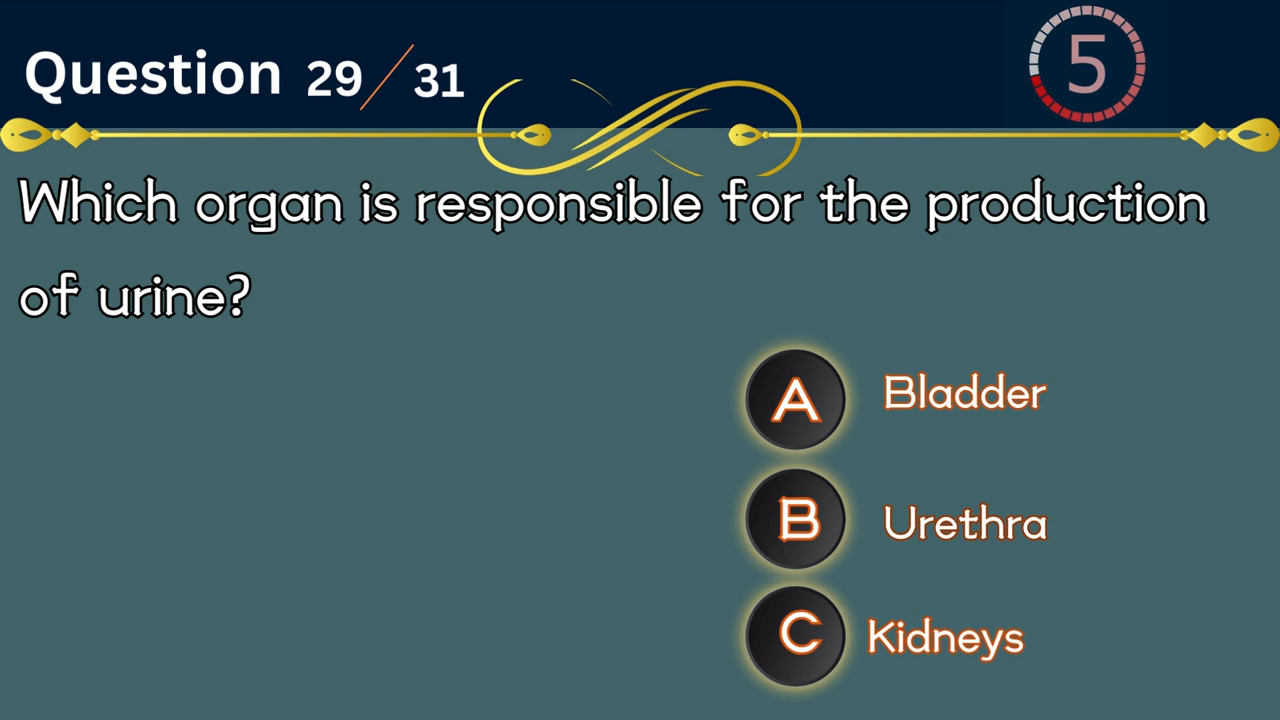 Question 29 / 31
5
Which organ is responsible for the production
of urine?
A Bladder
B Urethra
C Kidneys